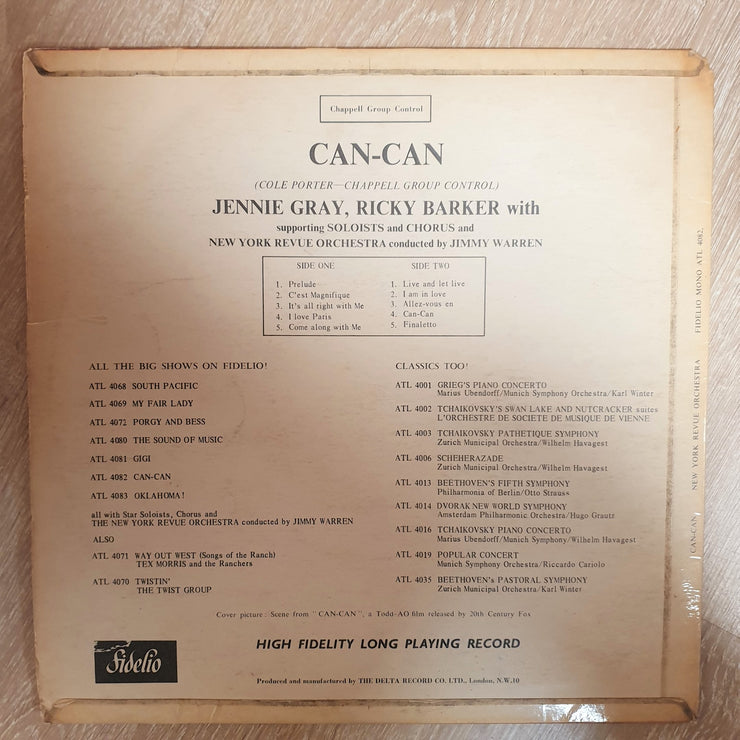 Chappell Group Control
CAN-CAN
(COLE PORTER—CHAPPELL GROUP CONTROL)
JENNIE GRAY, RICKY BARKER with
supporting SOLOISTS and CHORUS and
NEW YORK REVUE ORCHESTRA conducted by JIMMY WARREN
SIDE ONE
1. Prelude
2. C'est Magnifique
3. It's all right with Me
4. I love Paris
5. Come along with Me
SIDE TWO
1. Live and let live
2. I am in love
3. Allez-vous en
4. Can-Can
5. Finaletto
ALL THE BIG SHOWS ON FIDELIO!
ATL 4068 SOUTH PACIFIC
ATL 4069 MY FAIR LADY
ATL 4072 PORGY AND BESS
ATL 4080 THE SOUND OF MUSIC
ATL 4081 GIGI
ATL 4082 CAN-CAN
ATL 4083 OKLAHOMA!
all with Star Soloists, Chorus and
THE NEW YORK REVUE ORCHESTRA conducted by JIMMY WARREN
ALSO
ATL 4071 WAY OUT WEST (Songs of the Ranch)
TEX MORRIS and the Ranchers
ATL 4070 TWISTIN'
THE TWIST GROUP
CLASSICS TOO!
ATL 4001 GRIEG'S PIANO CONCERTO
Marius Ubendorff/Munich Symphony Orchestra/Karl Winter
ATL 4002 TCHAIKOVSKY'S SWAN LAKE AND NUTCRACKER suites
L'ORCHESTRE DE SOCIETE DE MUSIQUE DE VIENNE
ATL 4003 TCHAIKOVSKY PATHETIQUE SYMPHONY
Zurich Municipal Orchestra/Wilhelm Havagest
ATL 4006 SCHEHERAZADE
Zurich Municipal Orchestra/Wilhelm Havagest
ATL 4013 BEETHOVEN'S FIFTH SYMPHONY
Philharmonia of Berlin/Otto Strauss
ATL 4014 DVORAK NEW WORLD SYMPHONY
Amsterdam Philharmonic Orchestra/Hugo Grautz
ATL 4016 TCHAIKOVSKY PIANO CONCERTO
Marius Ubendorff/Munich Symphony/Wilhelm Havagest
ATL 4019 POPULAR CONCERT
Munich Symphony Orchestra/Riccardo Cariolo
ATL 4035 BEETHOVEN's PASTORAL SYMPHONY
Zurich Municipal Orchestra/Karl Winter
Cover picture : Scene from "CAN-CAN", a Todd-AO film released by 20th Century Fox
Fidelio
HIGH FIDELITY LONG PLAYING RECORD
Produced and manufactured by THE DELTA RECORD CO. LTD., London, N.W.10
CAN-CAN NEW YORK REVUE ORCHESTRA FIDELIO MONO ATL 4082.